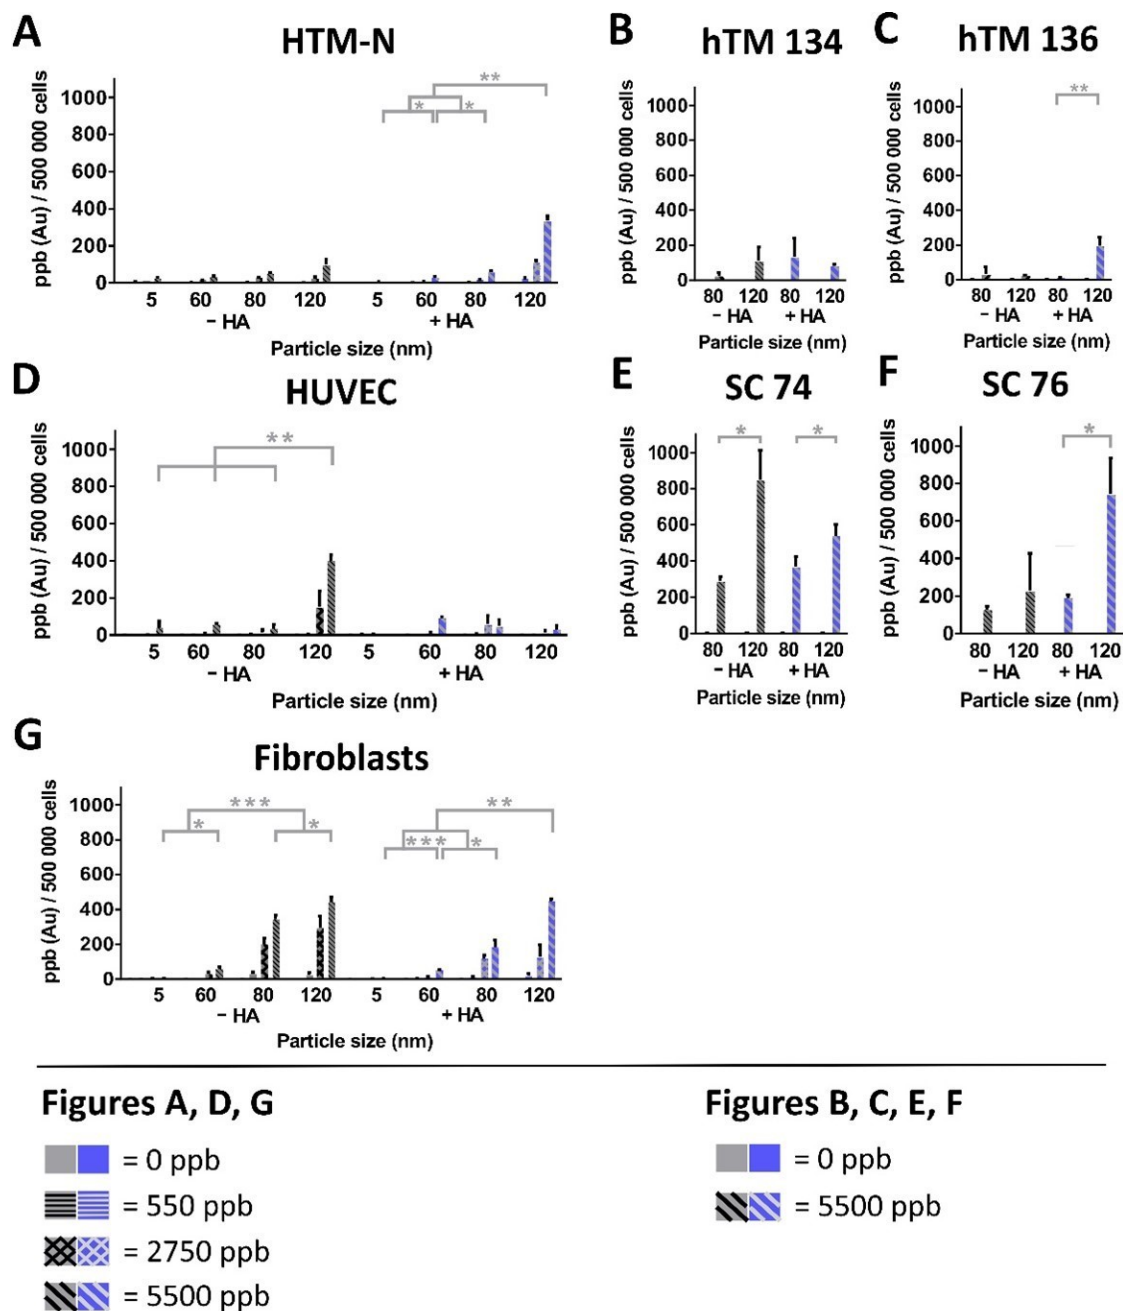 A
HTM-N
ppb (Au) / 500 000 cells
1000
800
600
400
200
0
** 
* *
5 60 80 120 5 60 80 120
− HA + HA
Particle size (nm)
B
hTM 134
ppb (Au) / 500 000 cells
1000
800
600
400
200
0
80 120 80 120
− HA + HA
Particle size (nm)
C
hTM 136
ppb (Au) / 500 000 cells
1000
800
600
400
200
0
**
80 120 80 120
− HA + HA
Particle size (nm)
D
HUVEC
ppb (Au) / 500 000 cells
1000
800
600
400
200
0
**
5 60 80 120 5 60 80 120
− HA + HA
Particle size (nm)
E
SC 74
ppb (Au) / 500 000 cells
1000
800
600
400
200
0
* *
80 120 80 120
− HA + HA
Particle size (nm)
F
SC 76
ppb (Au) / 500 000 cells
1000
800
600
400
200
0
*
80 120 80 120
− HA + HA
Particle size (nm)
G
Fibroblasts
ppb (Au) / 500 000 cells
1000
800
600
400
200
0
*** **
* * *** *
5 60 80 120 5 60 80 120
− HA + HA
Particle size (nm)
Figures A, D, G
= 0 ppb
= 550 ppb
= 2750 ppb
= 5500 ppb
Figures B, C, E, F
= 0 ppb
= 5500 ppb